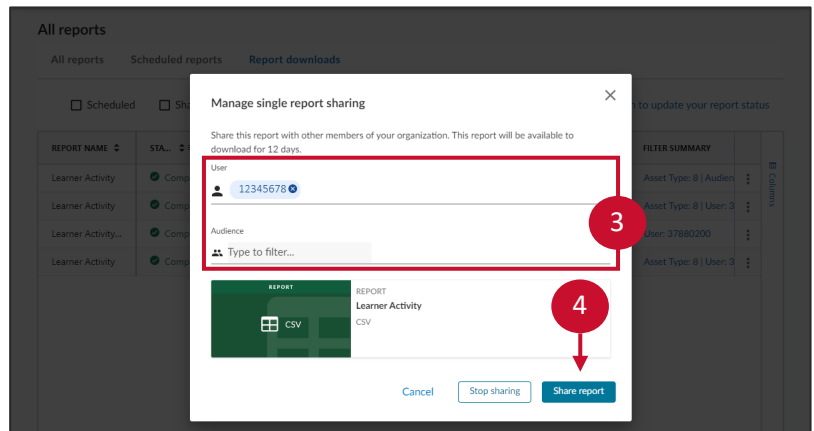 All reports
All reports Scheduled reports Report downloads
Scheduled Sha
n to update your report status
REPORT NAME STA... FILTER SUMMARY
Columns
Learner Activity Comp Asset Type: 8 | Audien
Learner Activity Comp Asset Type: 8 | User: 3
Learner Activity... Comp User: 37880200
Learner Activity Comp Asset Type: 8 | User: 3
Manage single report sharing
Share this report with other members of your organization. This report will be available to
download for 12 days.
User
12345678
3
Audience
Type to filter...
REPORT
CSV
REPORT
Learner Activity
CSV
4
Cancel Stop sharing Share report